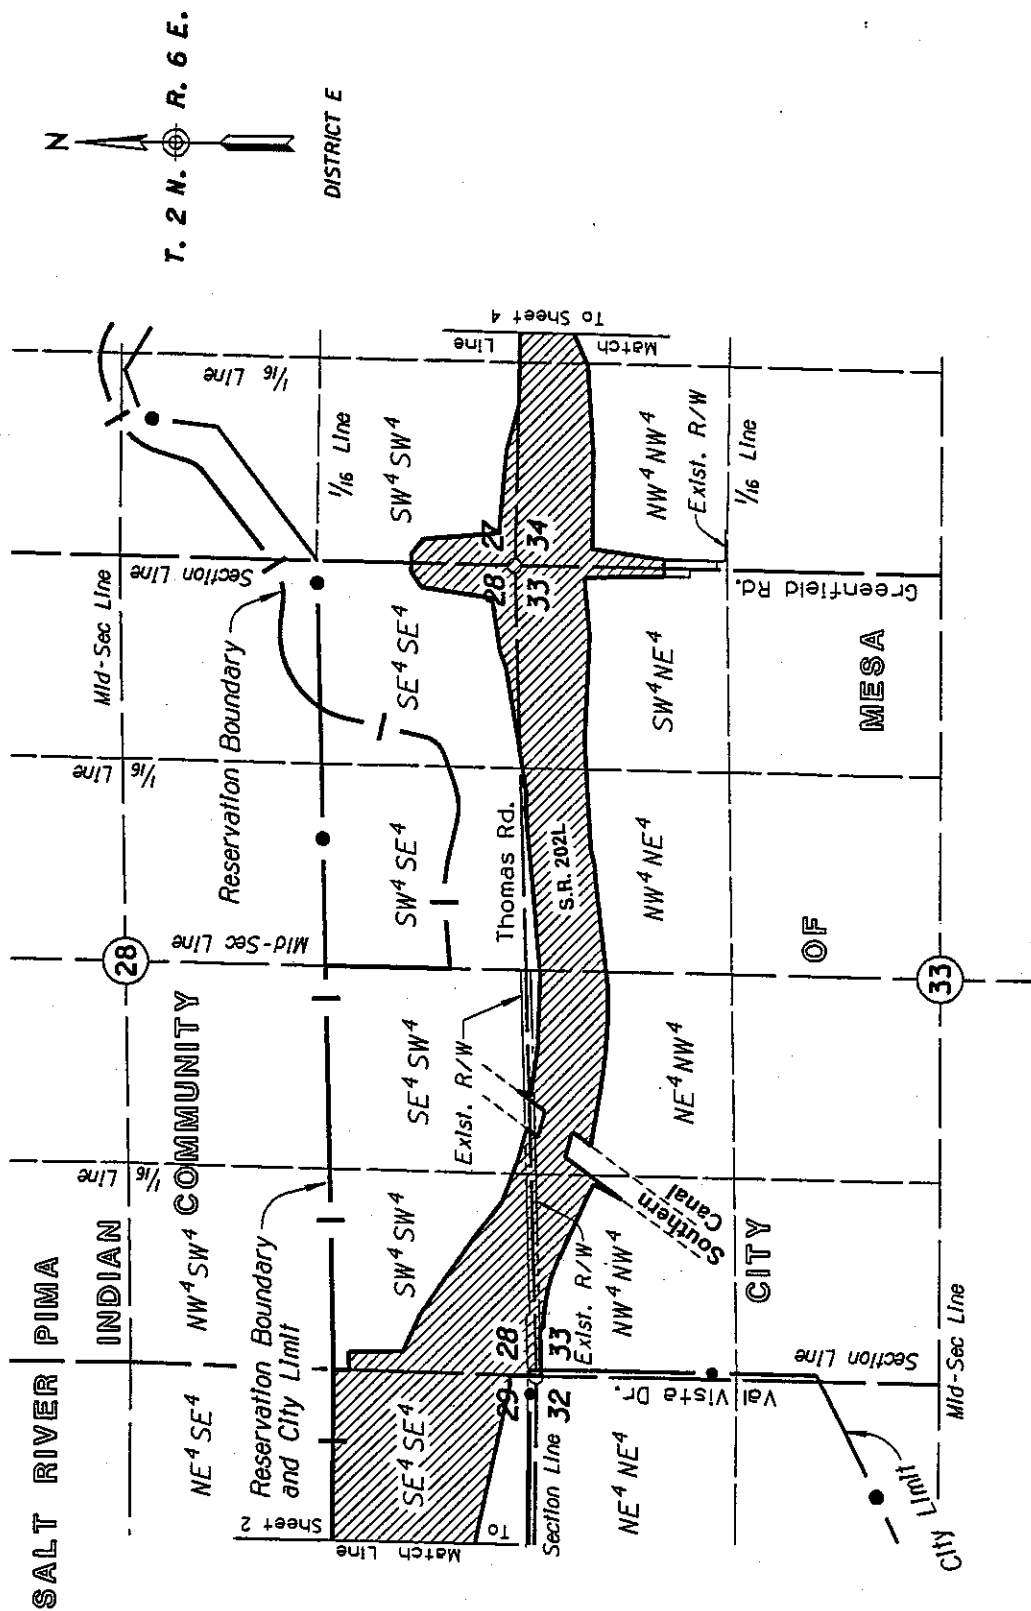 SALT RIVER PIMA
INDIAN
COMMUNITY
N
T. 2 N. R. 6 E.
DISTRICT E
NE⁴ SE⁴
NW⁴ SW⁴
1/16 Line
28
Mid-Sec Line
Mid-Sec Line
1/16 Line
Section Line
1/16 Line
1/16 Line
Reservation Boundary
Reservation Boundary
and City Limit
Sheet 2
To
Match Line
SE⁴ SE⁴
SW⁴ SW⁴
SE⁴ SW⁴
SW⁴ SE⁴
SE⁴ SE⁴
SW⁴ SW⁴
Exist. R/W
Thomas Rd.
S.R. 202L
Line
Match
To Sheet 4
29
28
32
33
28
27
33
34
Section Line
Exist. R/W
NE⁴ NE⁴
NW⁴ NW⁴
NE⁴ NW⁴
NW⁴ NE⁴
SW⁴ NE⁴
NW⁴ NW⁴
Exist. R/W
1/16 Line
Southern
Canal
Val Vista Dr.
Section Line
Greenfield Rd.
CITY
OF
MESA
33
Mid-Sec Line
City Limit